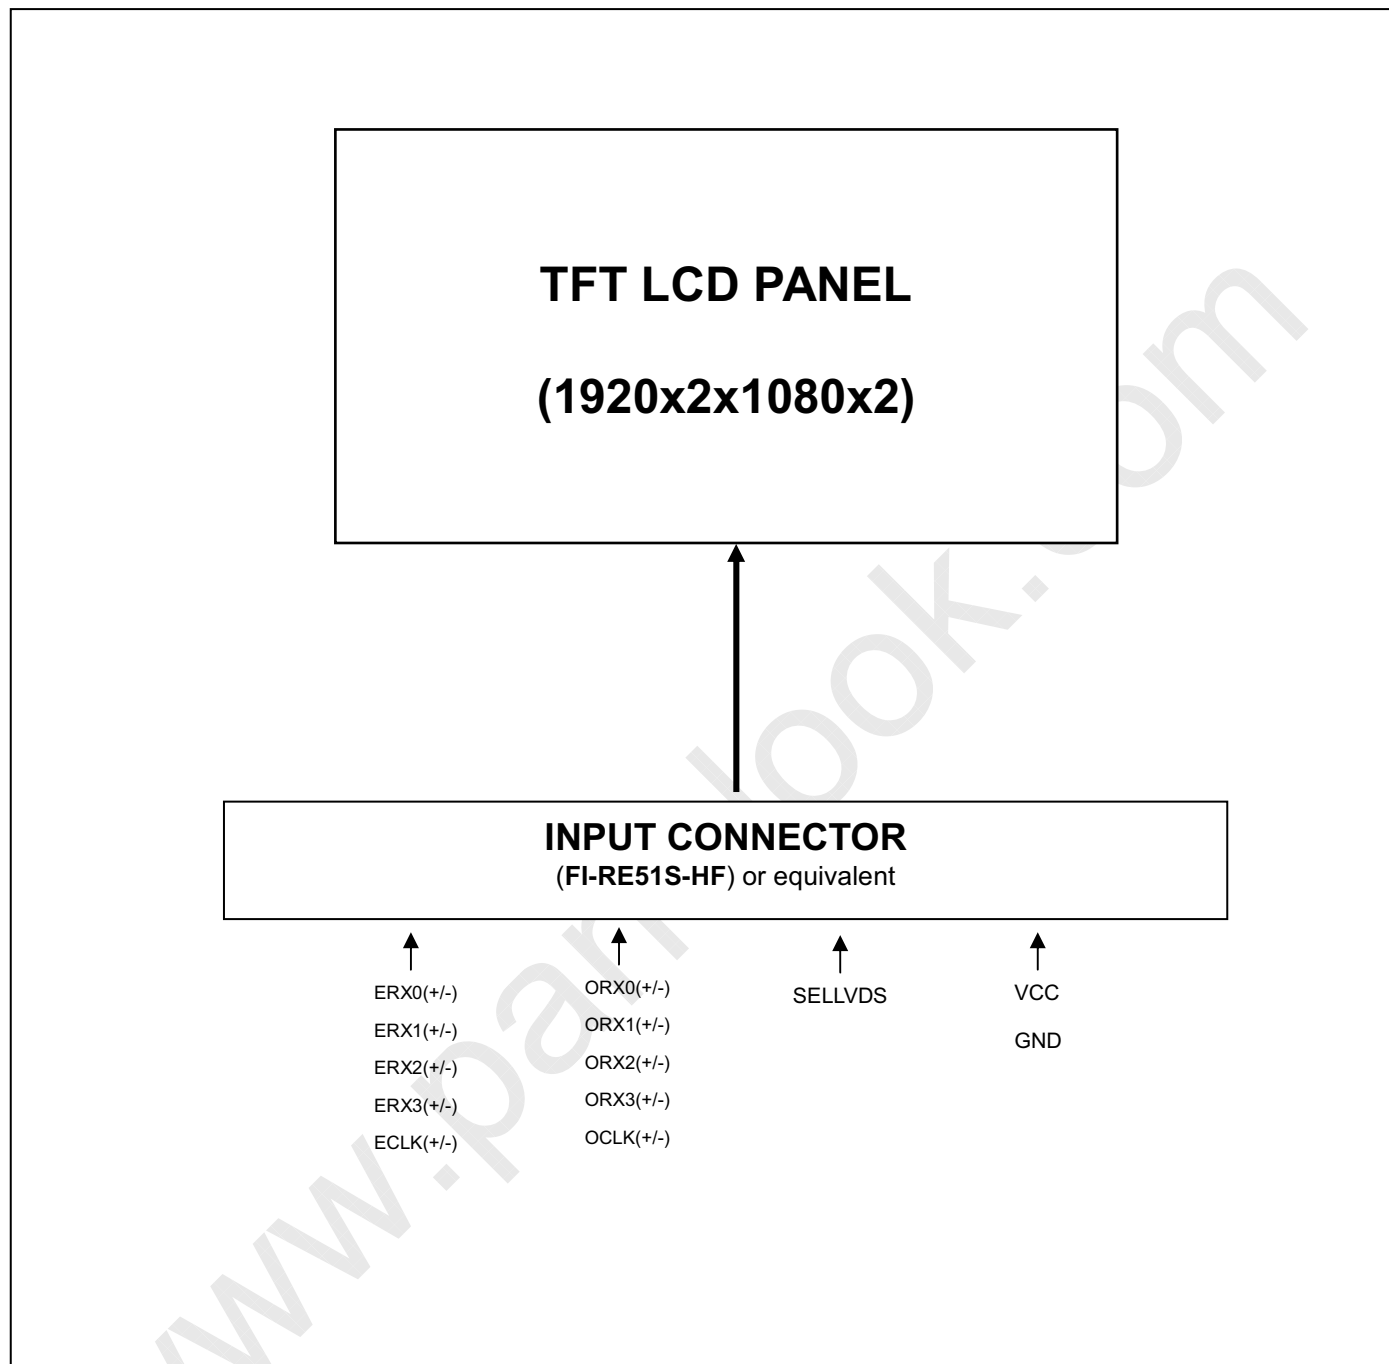 TFT LCD PANEL
(1920x2x1080x2)
INPUT CONNECTOR
(FI-RE51S-HF) or equivalent
ERX0(+/-)
ERX1(+/-)
ERX2(+/-)
ERX3(+/-)
ECLK(+/-)
ORX0(+/-)
ORX1(+/-)
ORX2(+/-)
ORX3(+/-)
OCLK(+/-)
SELLVDS
VCC
GND